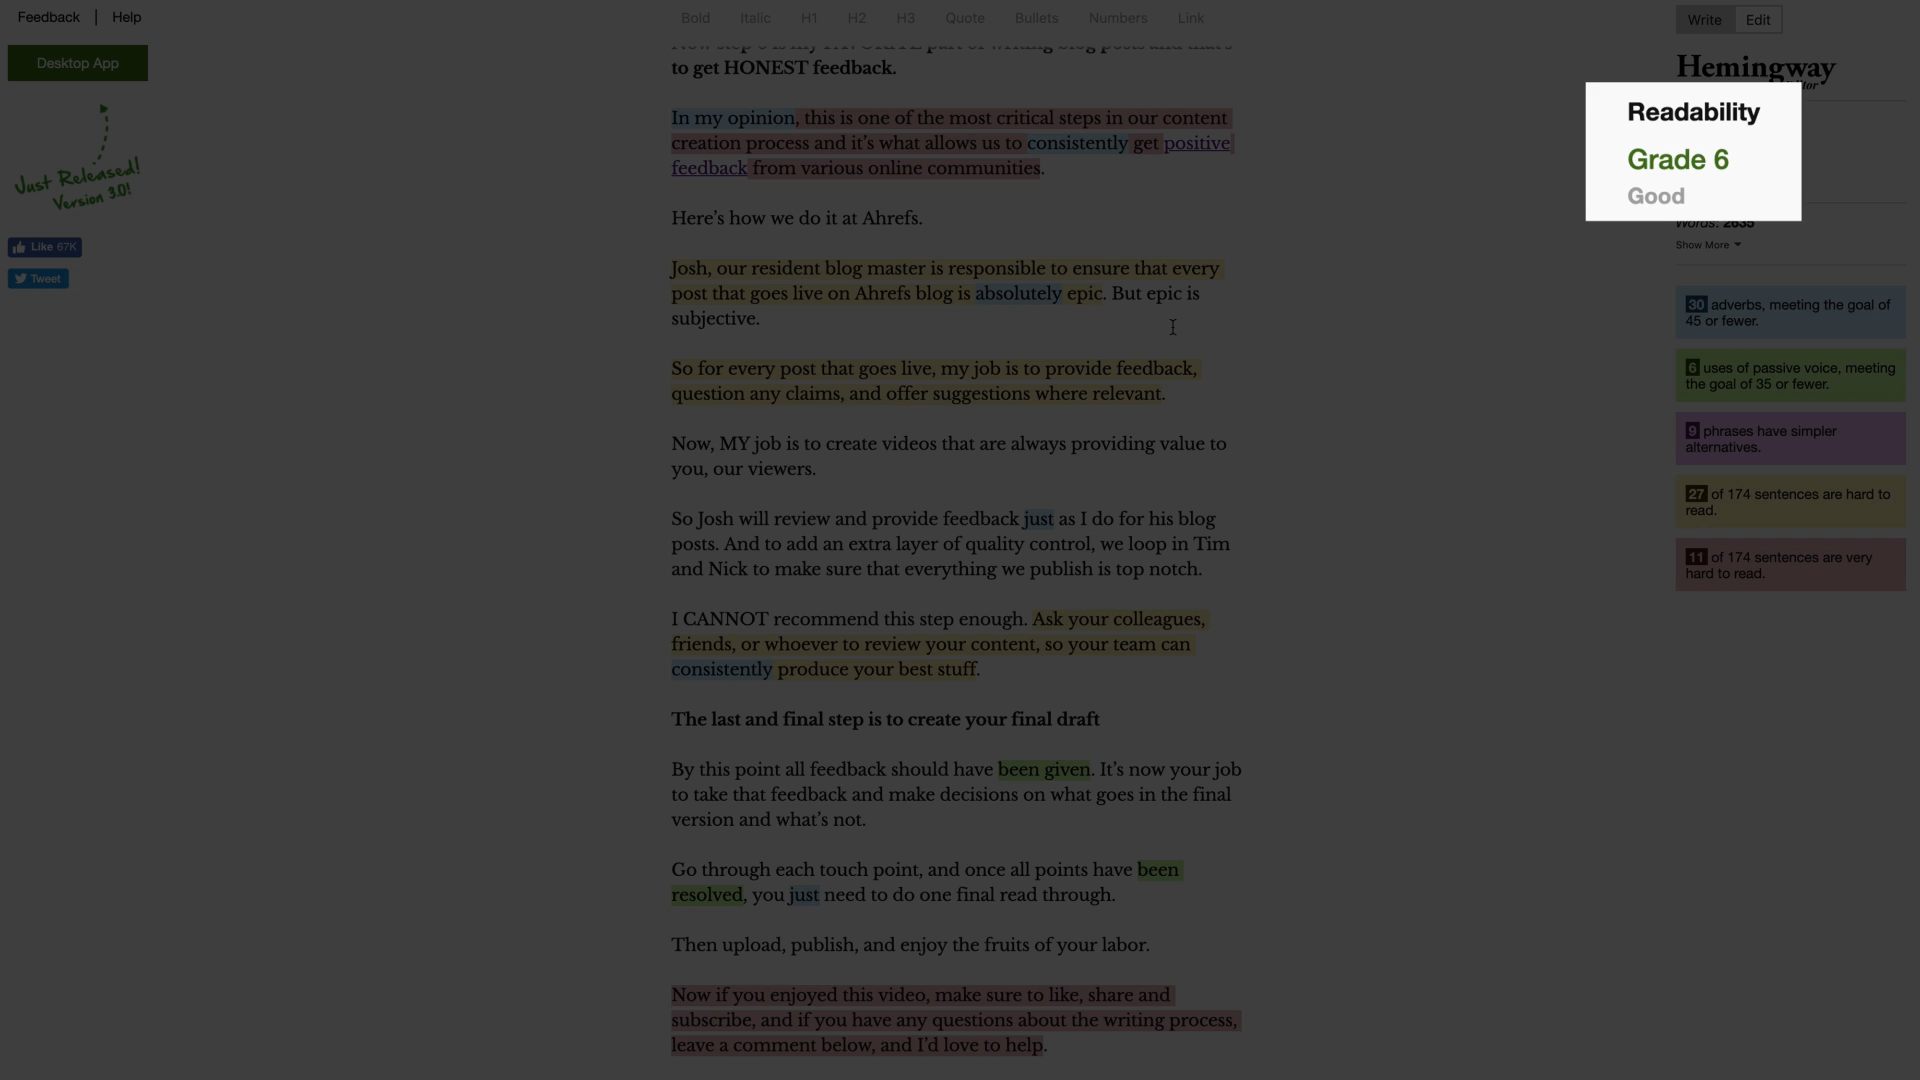 Feedback | Help
Desktop App
Just Released!
Version 3.0!
Like 67K
Tweet
Bold Italic H1 H2 H3 Quote Bullets Numbers Link
Now step 6 is my FAVORITE part of writing blog posts and that's
to get HONEST feedback.
In my opinion, this is one of the most critical steps in our content
creation process and it's what allows us to consistently get positive
feedback from various online communities.
Here's how we do it at Ahrefs.
Josh, our resident blog master is responsible to ensure that every
post that goes live on Ahrefs blog is absolutely epic. But epic is
subjective.
So for every post that goes live, my job is to provide feedback,
question any claims, and offer suggestions where relevant.
Now, MY job is to create videos that are always providing value to
you, our viewers.
So Josh will review and provide feedback just as I do for his blog
posts. And to add an extra layer of quality control, we loop in Tim
and Nick to make sure that everything we publish is top notch.
I CANNOT recommend this step enough. Ask your colleagues,
friends, or whoever to review your content, so your team can
consistently produce your best stuff.
The last and final step is to create your final draft
By this point all feedback should have been given. It's now your job
to take that feedback and make decisions on what goes in the final
version and what's not.
Go through each touch point, and once all points have been
resolved, you just need to do one final read through.
Then upload, publish, and enjoy the fruits of your labor.
Now if you enjoyed this video, make sure to like, share and
subscribe, and if you have any questions about the writing process,
leave a comment below, and I'd love to help.
Write Edit
Hemingway
Readability
Grade 6
Good
Words: 2635
Show More
30 adverbs, meeting the goal of
45 or fewer.
6 uses of passive voice, meeting
the goal of 35 or fewer.
9 phrases have simpler
alternatives.
27 of 174 sentences are hard to
read.
11 of 174 sentences are very
hard to read.